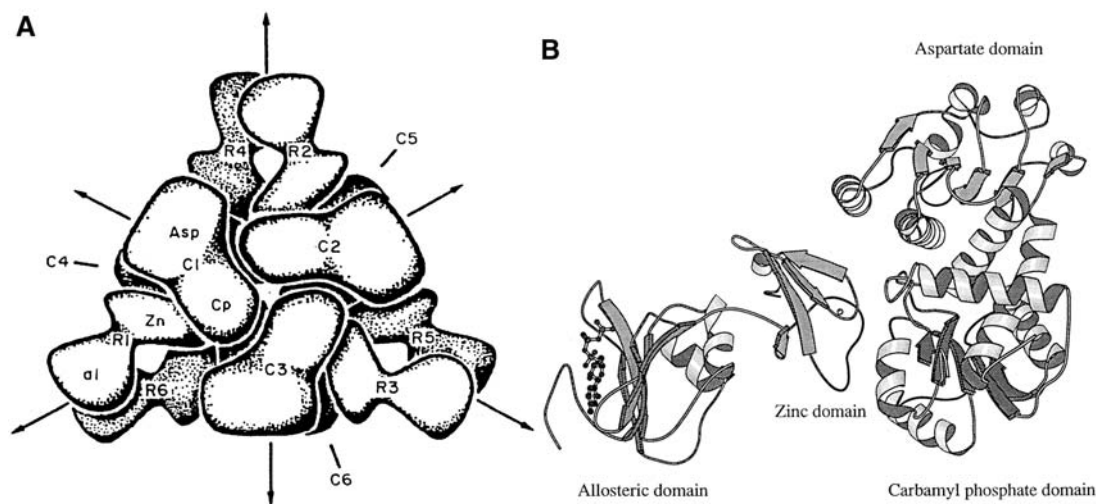 A
R4
R2
C5
Asp
C1
C2
C4
Cp
Zn
R1
R5
al
R6
C3
R3
C6
B
Aspartate domain
Zinc domain
Allosteric domain
Carbamyl phosphate domain